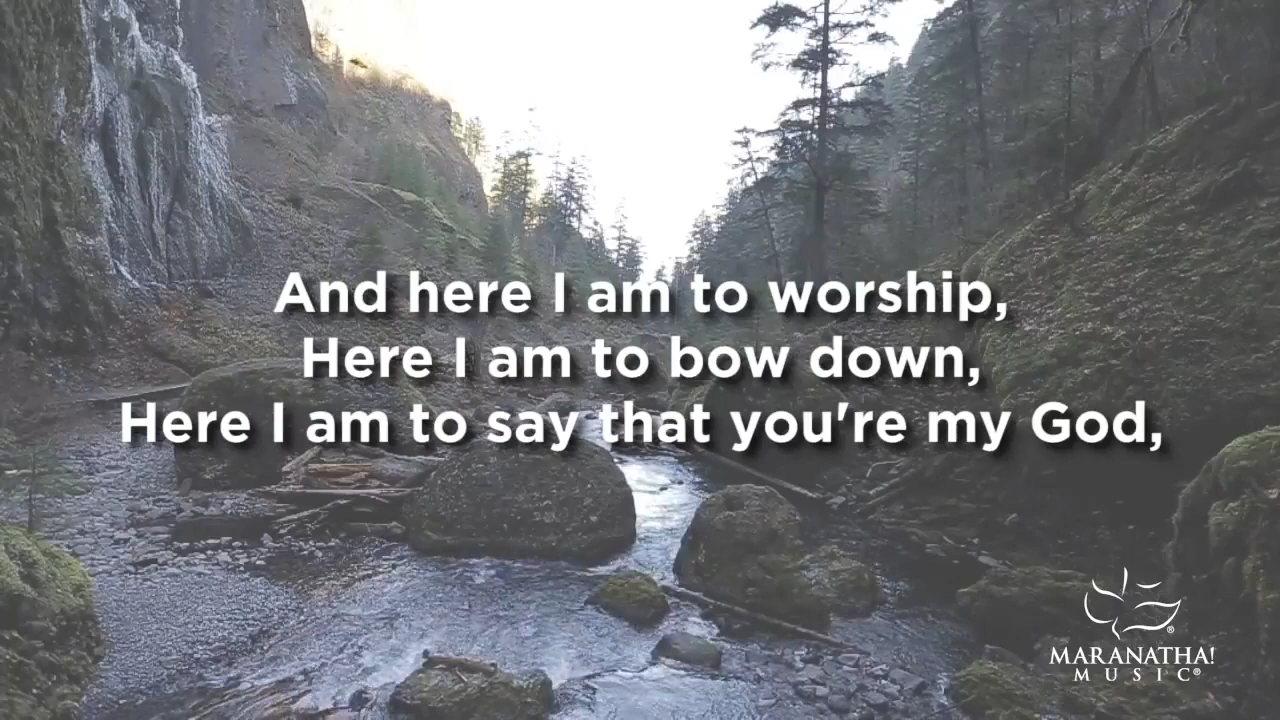 And here I am to worship,
Here I am to bow down,
Here I am to say that you're my God,
MARANATHA!
MUSIC®